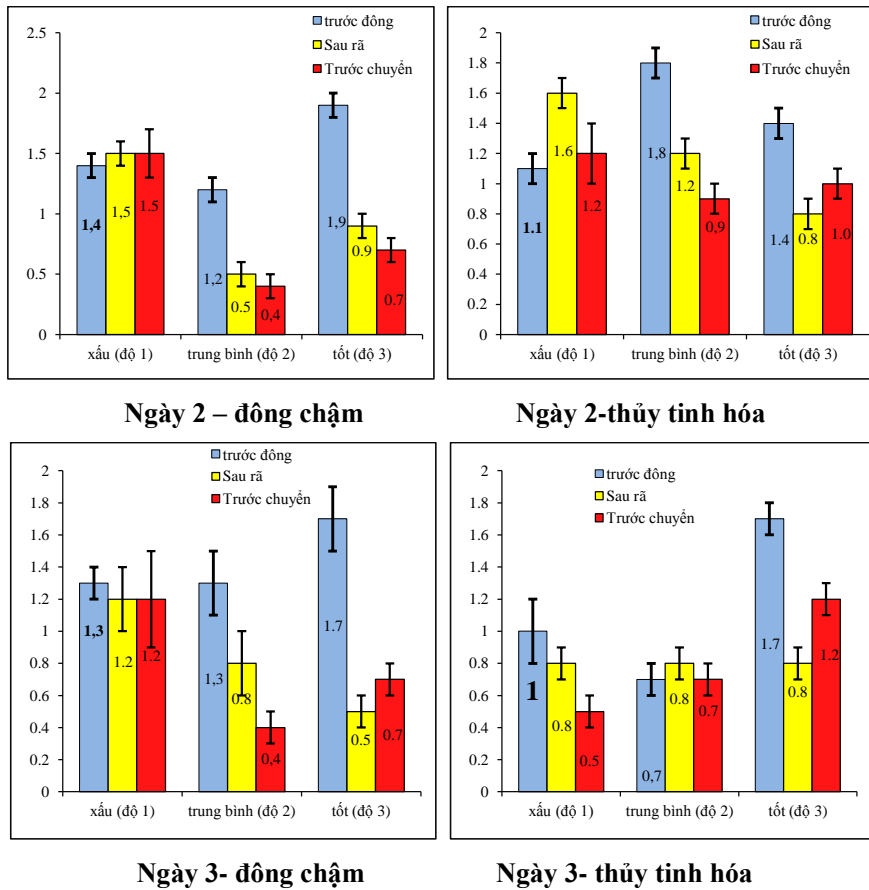 trước đông
Sau rã
Trước chuyển
2.5
2
1.5
1
0.5
0
1,4
1,5
1.5
1,2
0.5
0,4
1,9
0.9
0.7
xấu (độ 1)
trung bình (độ 2)
tốt (độ 3)
Ngày 2 – đông chậm
trước đông
Sau rã
Trước chuyển
2
1.8
1.6
1.4
1.2
1
0.8
0.6
0.4
0.2
0
1.1
1.6
1.2
1,8
1.2
0,9
1.4
0.8
1.0
xấu (độ 1)
trung bình (độ 2)
tốt (độ 3)
Ngày 2-thủy tinh hóa
trước đông
Sau rã
Trước chuyển
2
1.8
1.6
1.4
1.2
1
0.8
0.6
0.4
0.2
0
1,3
1.2
1.2
1,3
0.8
0,4
1.7
0.5
0.7
xấu (độ 1)
trung bình (độ 2)
tốt (độ 3)
Ngày 3- đông chậm
trước đông
Sau rã
Trước chuyển
2
1.8
1.6
1.4
1.2
1
0.8
0.6
0.4
0.2
0
1
0.8
0.5
0,7
0.8
0.7
1.7
0.8
1.2
xấu (độ 1)
trung bình (độ 2)
tốt (độ 3)
Ngày 3- thủy tinh hóa